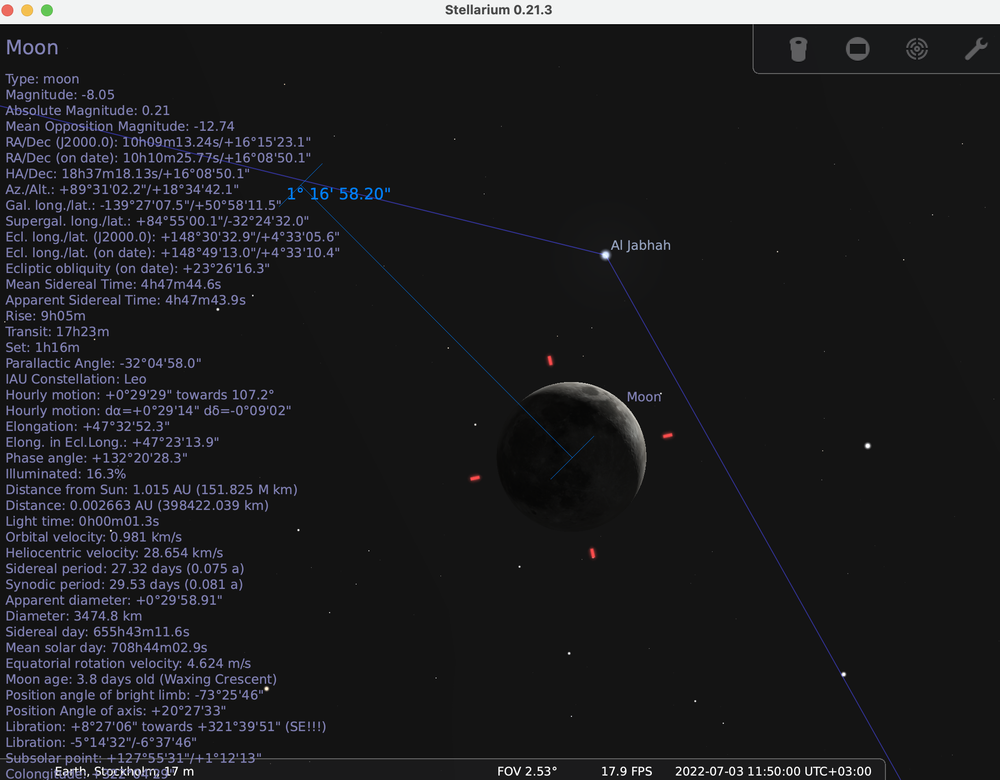 Stellarium 0.21.3
Moon
Type: moon
Magnitude: -8.05
Absolute Magnitude: 0.21
Mean Opposition Magnitude: -12.74
RA/Dec (J2000.0): 10h09m13.24s/+16°15'23.1"
RA/Dec (on date): 10h10m25.77s/+16°08'50.1"
HA/Dec: 18h37m18.13s/+16°08'50.1"
Az./Alt.: +89°31'02.2"/+18°34'42.1"
1° 16' 58.20"
Gal. long./lat.: -139°27'07.5"/+50°58'11.5"
Supergal. long./lat.: +84°55'00.1"/-32°24'32.0"
Ecl. long./lat. (J2000.0): +148°30'32.9"/+4°33'05.6"
Al Jabhah
Ecl. long./lat. (on date): +148°49'13.0"/+4°33'10.4"
Ecliptic obliquity (on date): +23°26'16.3"
Mean Sidereal Time: 4h47m44.6s
Apparent Sidereal Time: 4h47m43.9s
Rise: 9h05m
Transit: 17h23m
Set: 1h16m
Parallactic Angle: -32°04'58.0"
IAU Constellation: Leo
Hourly motion: +0°29'29" towards 107.2°
Moon
Hourly motion: dα=+0°29'14" dδ=-0°09'02"
Elongation: +47°32'52.3"
Elong. in Ecl.Long.: +47°23'13.9"
Phase angle: +132°20'28.3"
Illuminated: 16.3%
Distance from Sun: 1.015 AU (151.825 M km)
Distance: 0.002663 AU (398422.039 km)
Light time: 0h00m01.3s
Orbital velocity: 0.981 km/s
Heliocentric velocity: 28.654 km/s
Sidereal period: 27.32 days (0.075 a)
Synodic period: 29.53 days (0.081 a)
Apparent diameter: +0°29'58.91"
Diameter: 3474.8 km
Sidereal day: 655h43m11.6s
Mean solar day: 708h44m02.9s
Equatorial rotation velocity: 4.624 m/s
Moon age: 3.8 days old (Waxing Crescent)
Position angle of bright limb: -73°25'46"
Position Angle of axis: +20°27'33"
Libration: +8°27'06" towards +321°39'51" (SE!!!)
Libration: -5°14'32"/-6°37'46"
Subsolar point: +127°55'31"/+1°12'13"
Colongitude: +322°04'29"
Earth, Stockholm, 17 m
FOV 2.53°
17.9 FPS
2022-07-03 11:50:00 UTC+03:00